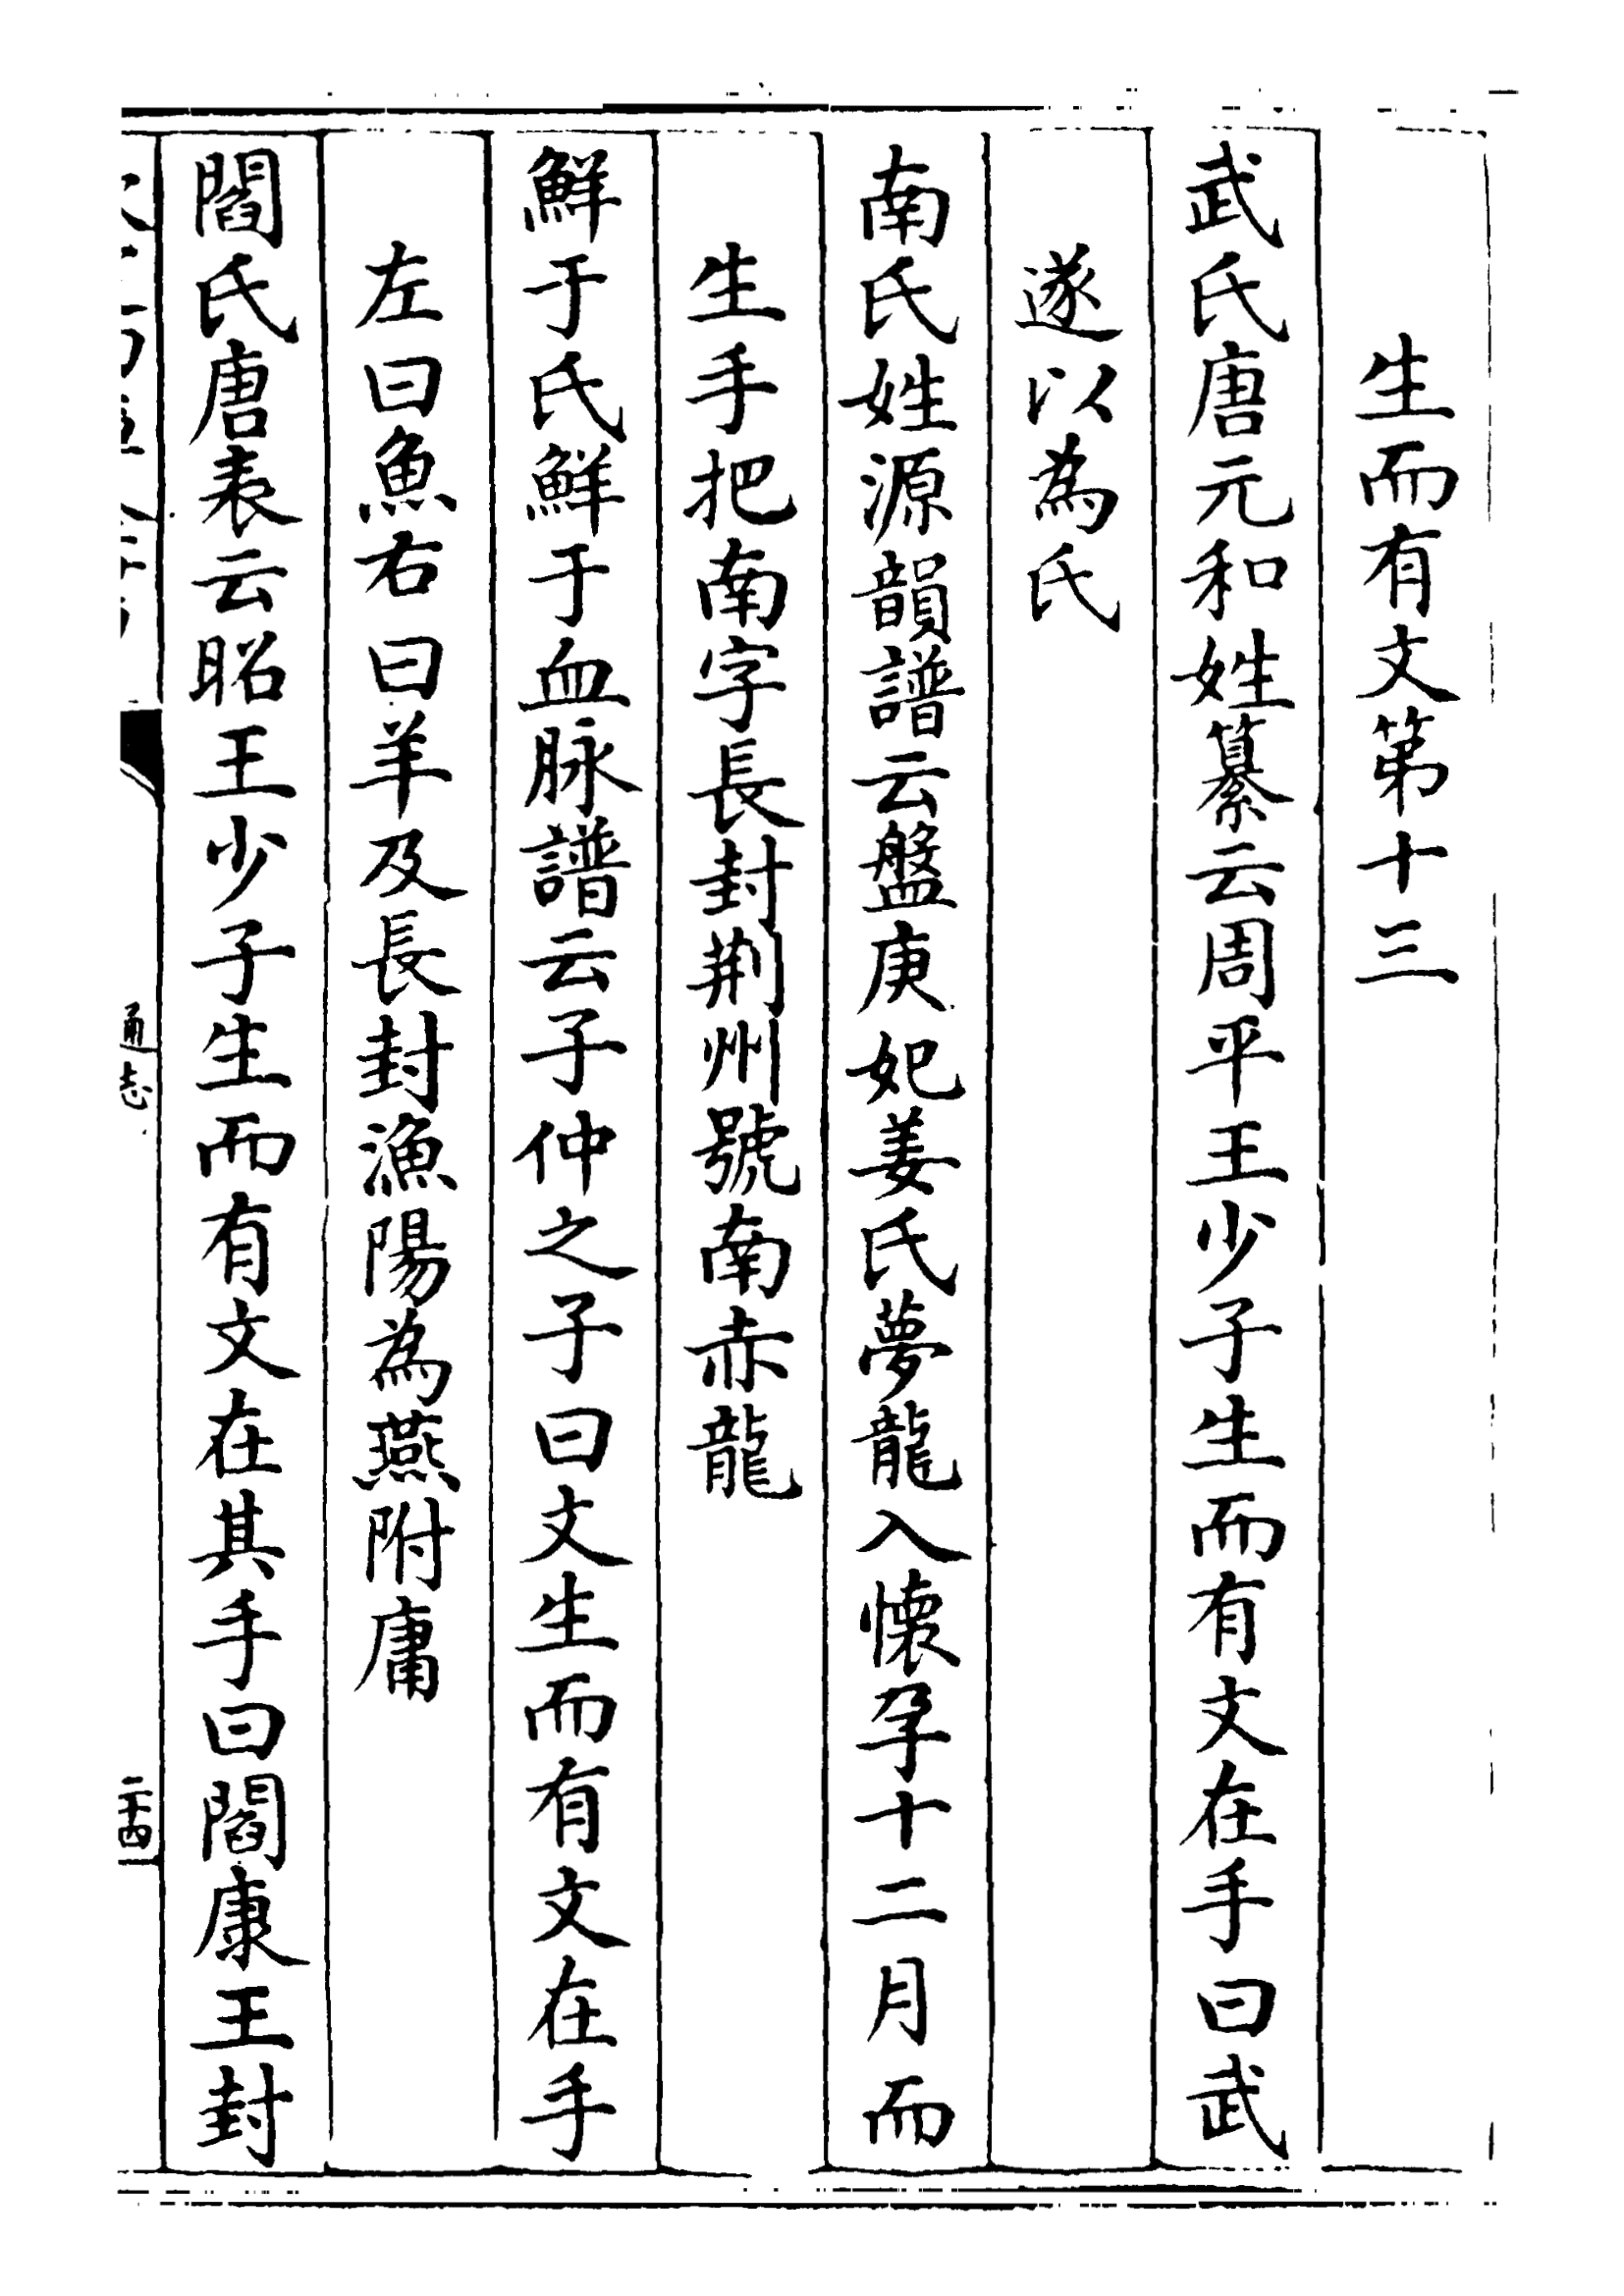 生而有文第十三
武氏唐元和姓纂云周平王少子生而有文在手曰武
遂以為氏
南氏姓源韻譜云盤庚妃姜氏夢龍入懐孕十二月而
生手把南字長封荆州號南赤龍
鮮于氏鮮于血脉譜云子仲之子曰文生而有文在手
左曰魚右曰羊及長封漁陽為燕附庸
閻氏唐表云昭王少子生而有文在其手曰閻康王封
通志
二十四